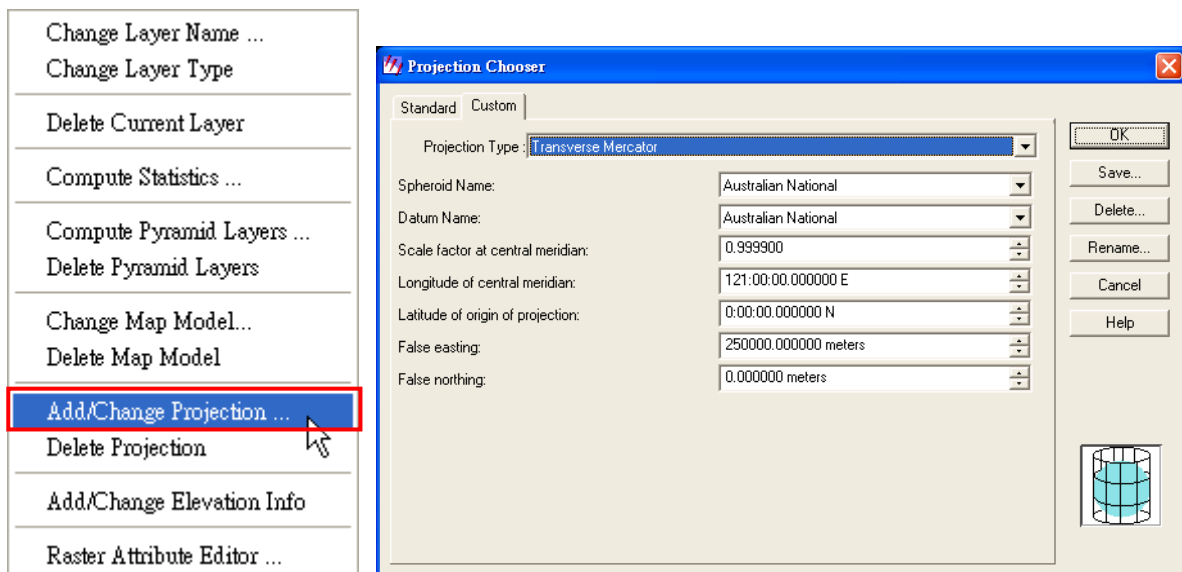 Change Layer Name ...
Change Layer Type
Delete Current Layer
Compute Statistics ...
Compute Pyramid Layers ...
Delete Pyramid Layers
Change Map Model...
Delete Map Model
Add/Change Projection ...
Delete Projection
Add/Change Elevation Info
Raster Attribute Editor ...
Projection Chooser
Standard Custom
Projection Type : Transverse Mercator
Spheroid Name: Australian National
Datum Name: Australian National
Scale factor at central meridian: 0.999900
Longitude of central meridian: 121:00:00.000000 E
Latitude of origin of projection: 0:00:00.000000 N
False easting: 250000.000000 meters
False northing: 0.000000 meters
OK
Save...
Delete...
Rename...
Cancel
Help